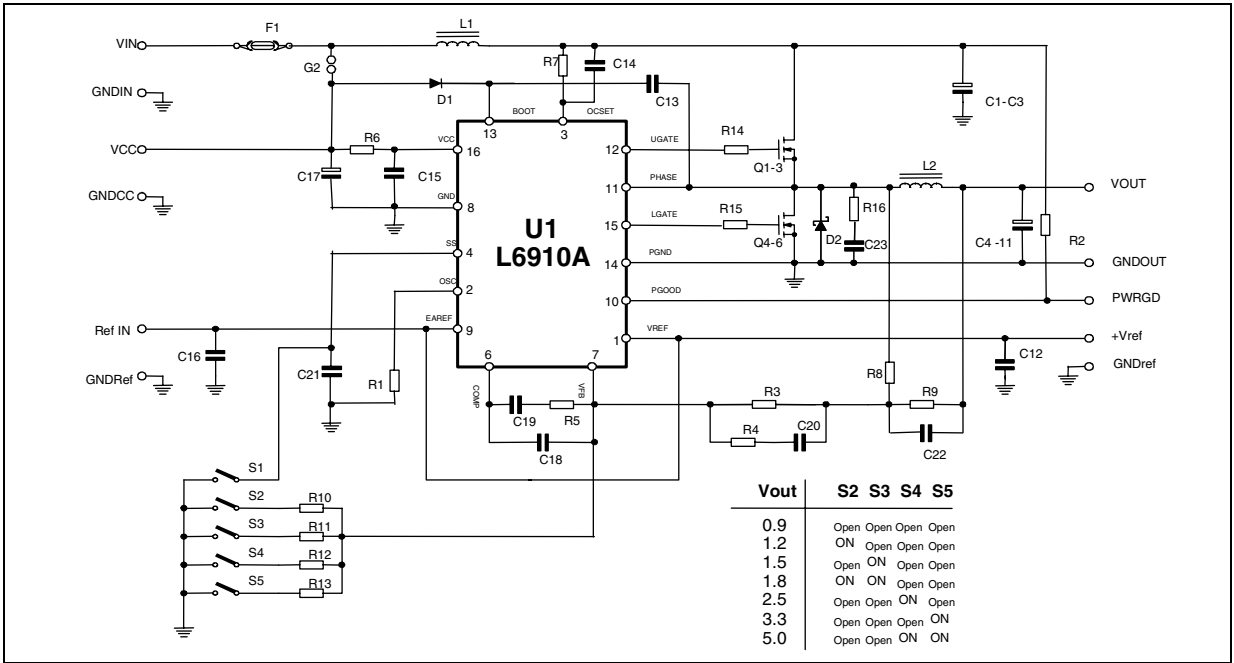 F1
L1
VIN
G2
R7
C14
D1
C13
C1-C3
GNDIN
BOOT
OCSET
13
3
R6
VCC
16
VCC
C17
C15
12
UGATE
R14
Q1-3
L2
11
PHASE
VOUT
GNDCC
GND
8
U1
L6910A
15
LGATE
R15
Q4-6
D2
R16
C23
C4 -11
R2
SS
4
14
PGND
GNDOUT
OSC
2
10
PGOOD
PWRGD
Ref IN
EAREF
9
1
VREF
+Vref
C16
C21
R1
6
7
C12
GNDRef
GNDref
COMP
VFB
C19
R5
C18
R3
R4
C20
R8
R9
C22
S1
S2
R10
S3
R11
S4
R12
S5
R13
Vout S2 S3 S4 S5
0.9 Open Open Open Open
1.2 ON Open Open Open
1.5 Open ON Open Open
1.8 ON ON Open Open
2.5 Open Open ON Open
3.3 Open Open Open ON
5.0 Open Open ON ON